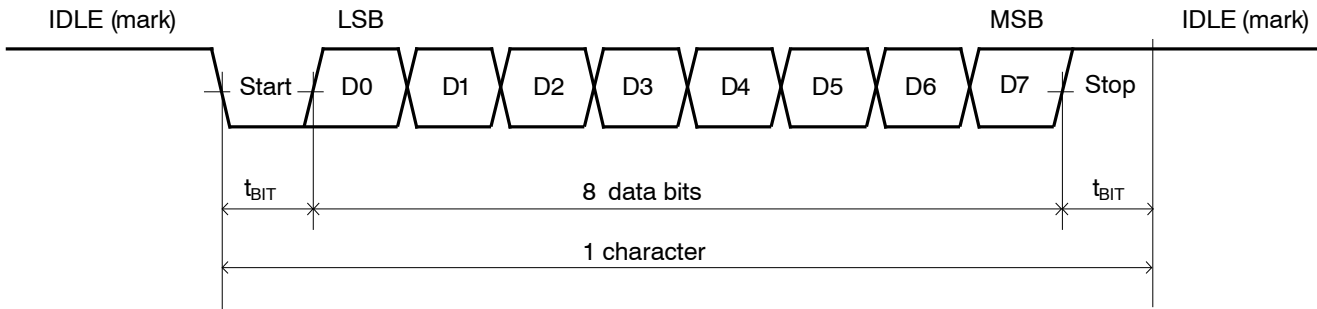 IDLE (mark) LSB MSB IDLE (mark)
Start D0 D1 D2 D3 D4 D5 D6 D7 Stop
tBIT 8 data bits tBIT
1 character